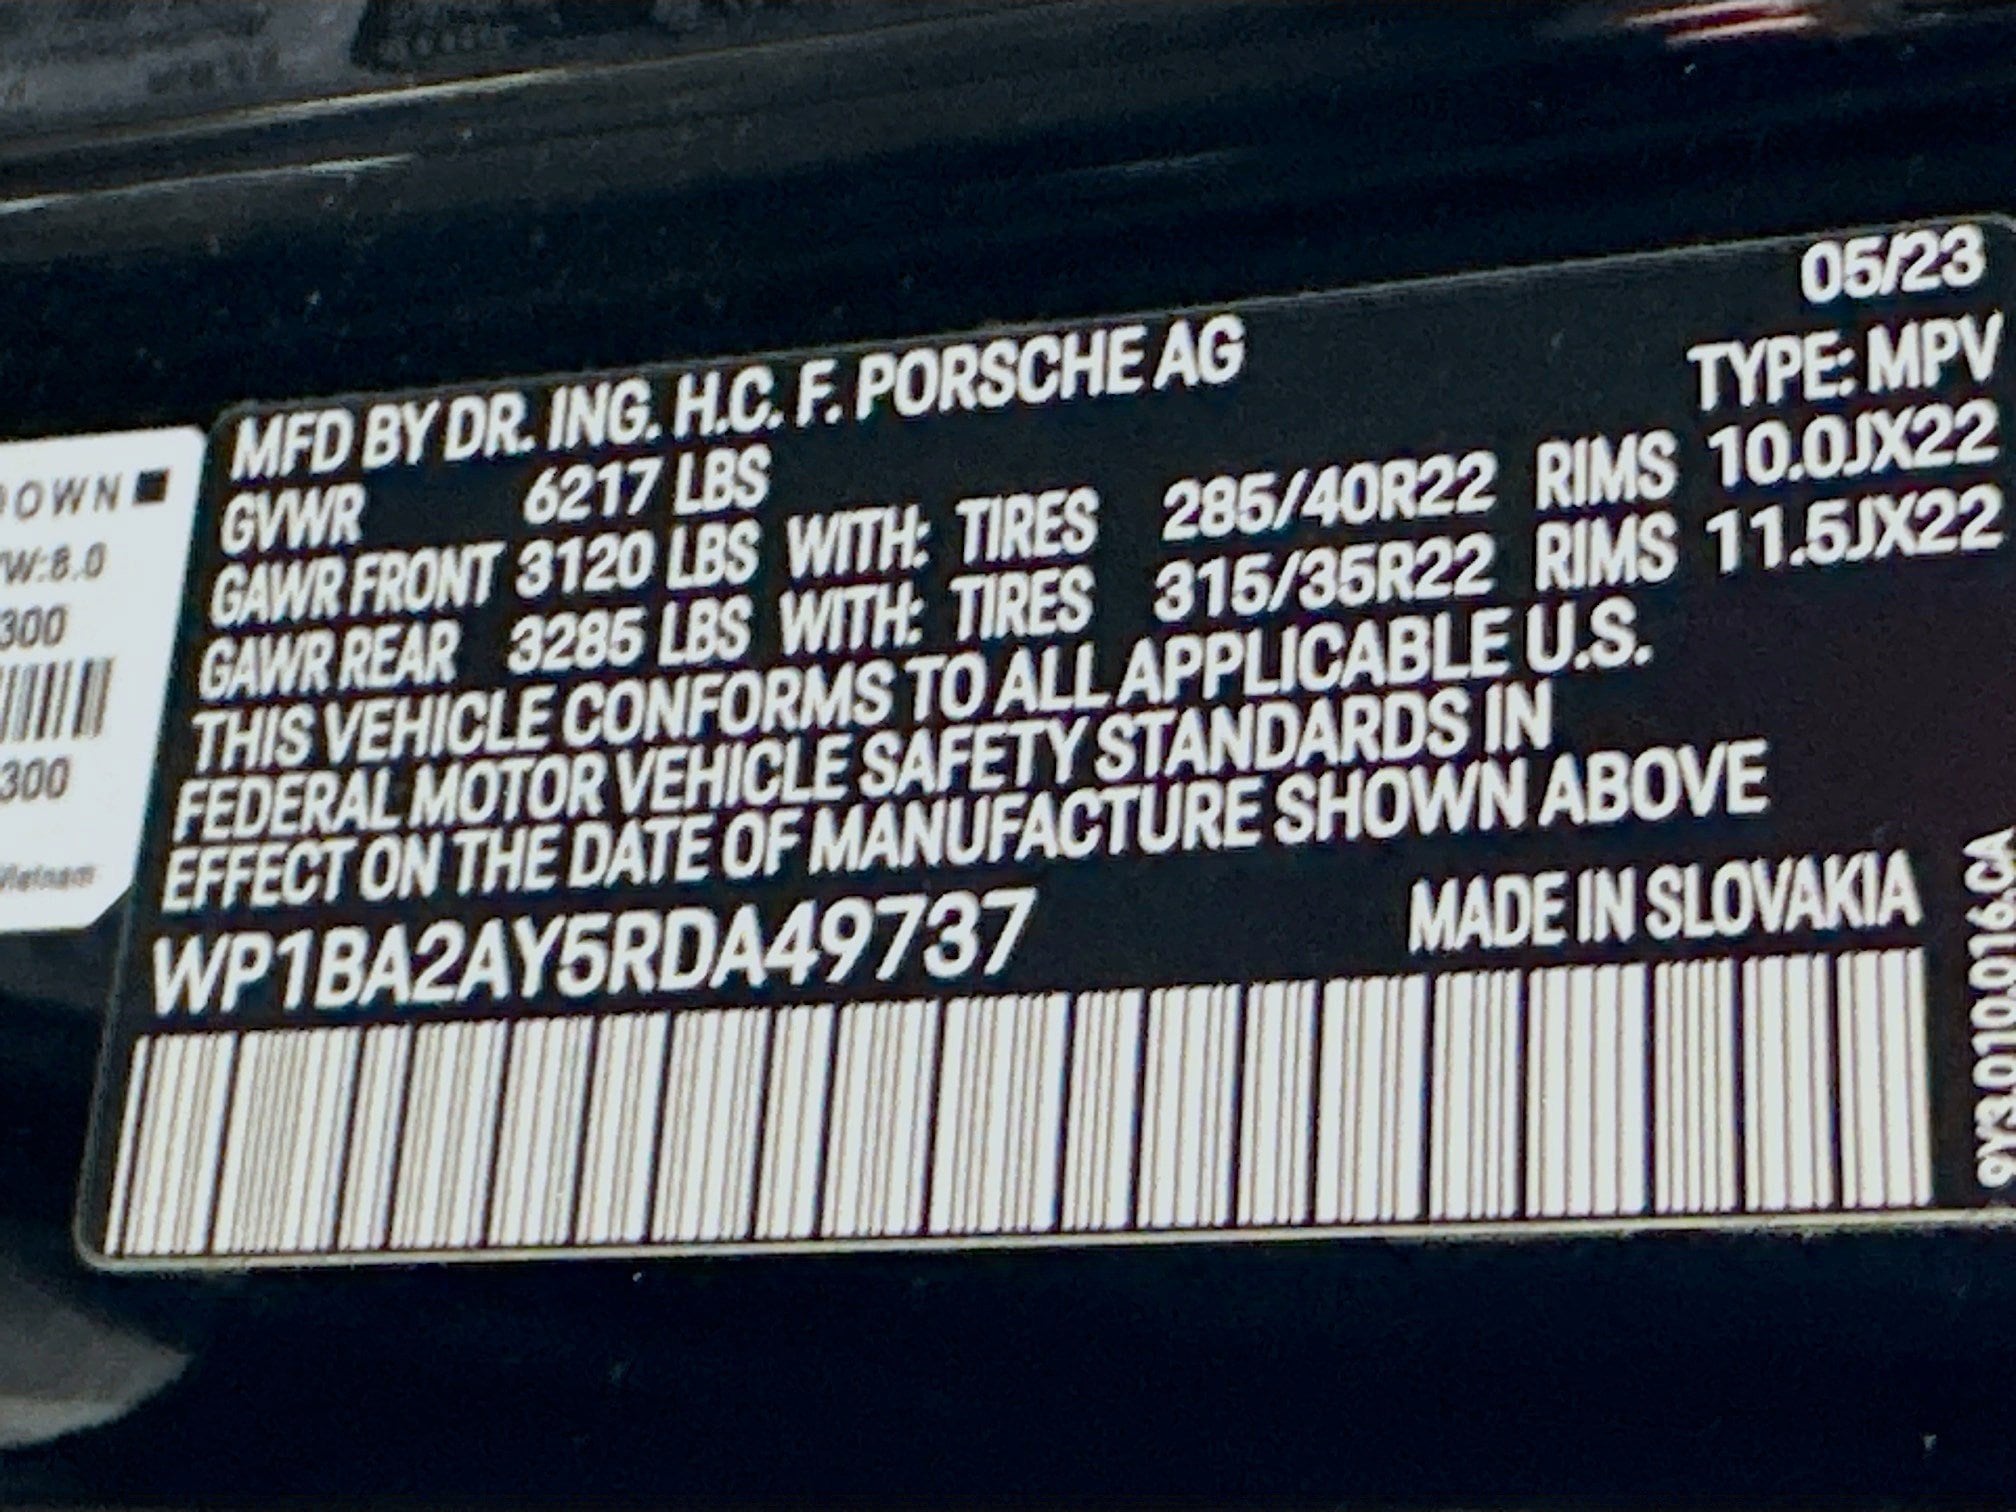 05/23
MFD BY DR. ING. H.C. F. PORSCHE AG TYPE: MPV
GVWR 6217 LBS
GAWR FRONT 3120 LBS WITH: TIRES 285/40R22 RIMS 10.0JX22
GAWR REAR 3285 LBS WITH: TIRES 315/35R22 RIMS 11.5JX22
THIS VEHICLE CONFORMS TO ALL APPLICABLE U.S.
FEDERAL MOTOR VEHICLE SAFETY STANDARDS IN
EFFECT ON THE DATE OF MANUFACTURE SHOWN ABOVE
WP1BA2AY5RDA49737 MADE IN SLOVAKIA
9Y3.010.016.CA
OWN
W:8.0
300
300
Vietnam